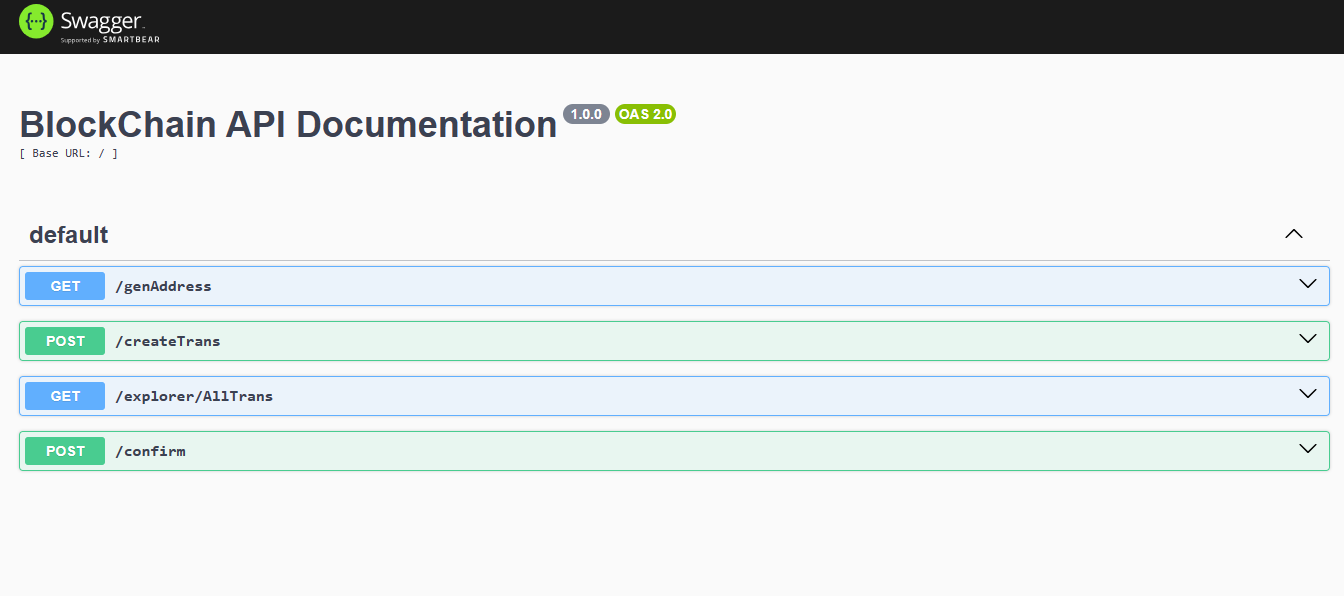 Swagger
Supported by SMARTBEAR
BlockChain API Documentation 1.0.0 OAS 2.0
[ Base URL: / ]
default
GET /genAddress
POST /createTrans
GET /explorer/AllTrans
POST /confirm